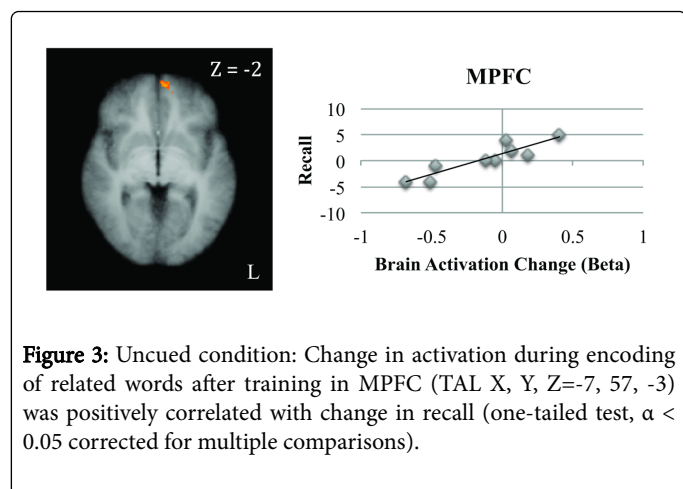 Z = -2
L
MPFC
Recall
10
5
0
-5
-10
-1
-0.5
0
0.5
1
Brain Activation Change (Beta)
Figure 3: Uncued condition: Change in activation during encoding
of related words after training in MPFC (TAL X, Y, Z=-7, 57, -3)
was positively correlated with change in recall (one-tailed test, α <
0.05 corrected for multiple comparisons).